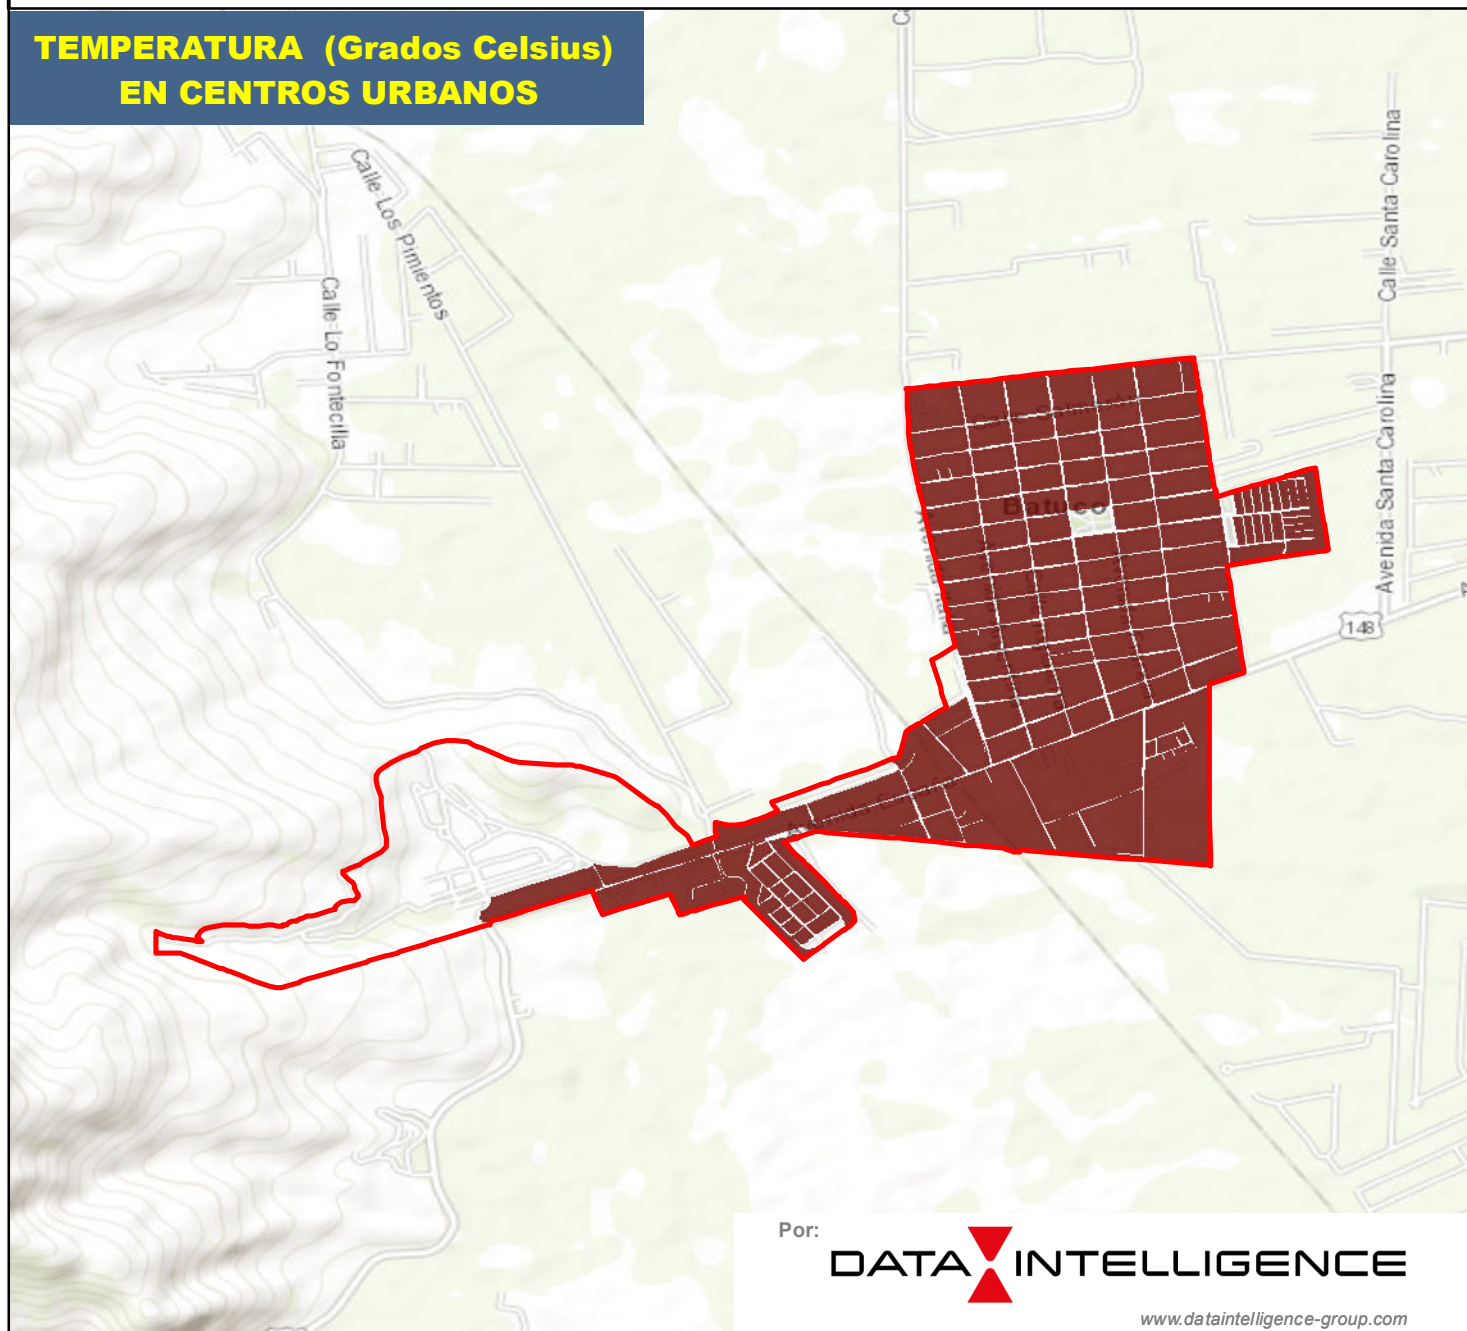 TEMPERATURA (Grados Celsius)
EN CENTROS URBANOS
Calle Los Pimientos
Calle Lo Fontecilla
Calle Santa Carolina
Avenida Santa Carolina
Batuco
148
Por:
DATA INTELLIGENCE
www.dataintelligence-group.com